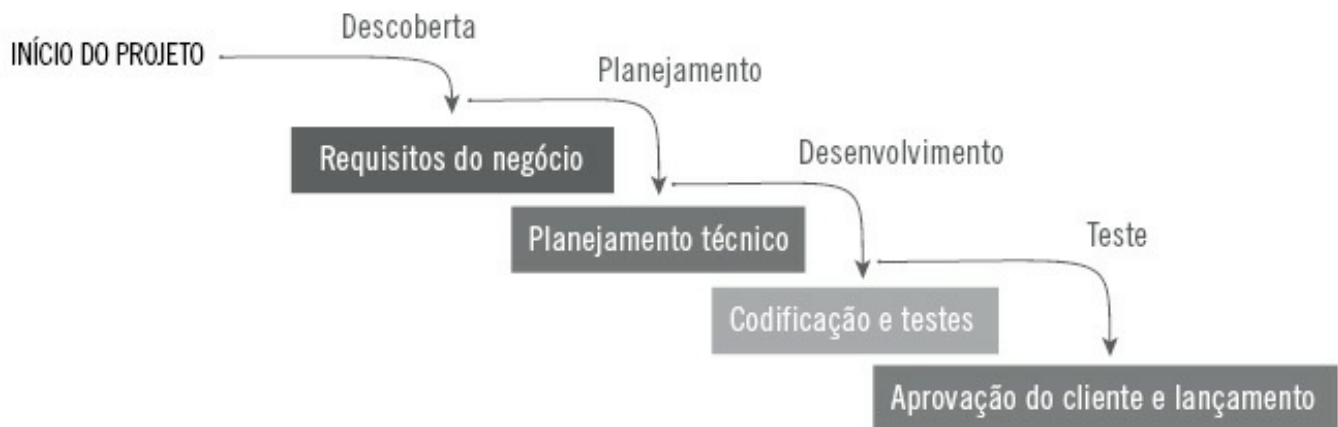 Descoberta
INÍCIO DO PROJETO
Planejamento
Requisitos do negócio
Desenvolvimento
Planejamento técnico
Teste
Codificação e testes
Aprovação do cliente e lançamento